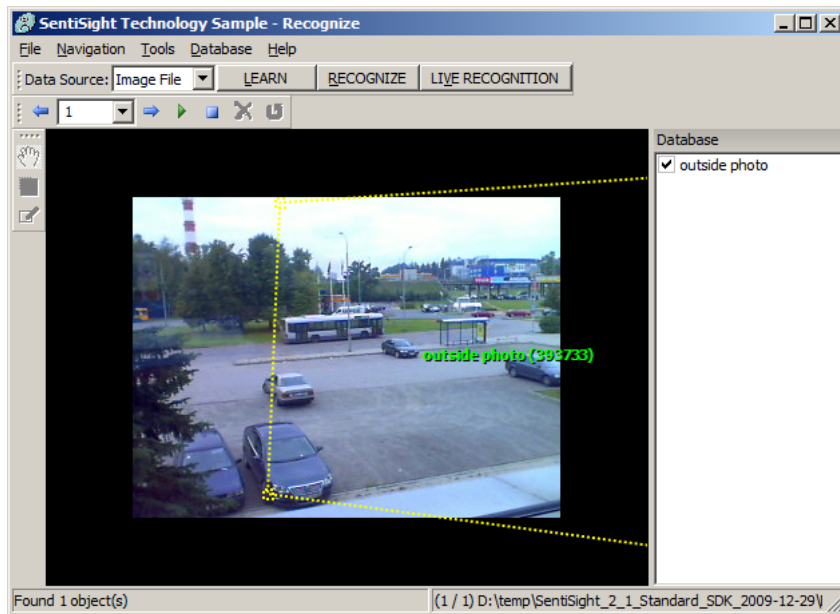 SentiSight Technology Sample - Recognize
File Navigation Tools Database Help
Data Source: Image File LEARN RECOGNIZE LIVE RECOGNITION
1
Database
outside photo
outside photo (393733)
Found 1 object(s)
(1 / 1) D:\temp\SentiSight_2_1_Standard_SDK_2009-12-29\